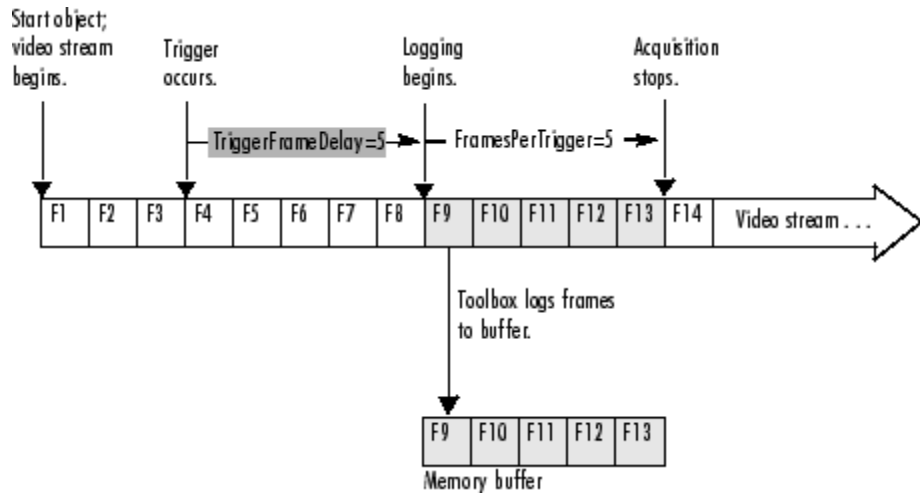 Start object;
video stream
begins.
Trigger
occurs.
Logging
begins.
Acquisition
stops.
TriggerFrameDelay=5
FramesPerTrigger=5
F1 F2 F3 F4 F5 F6 F7 F8 F9 F10 F11 F12 F13 F14 Video stream . . .
Toolbox logs frames
to buffer.
F9 F10 F11 F12 F13
Memory buffer